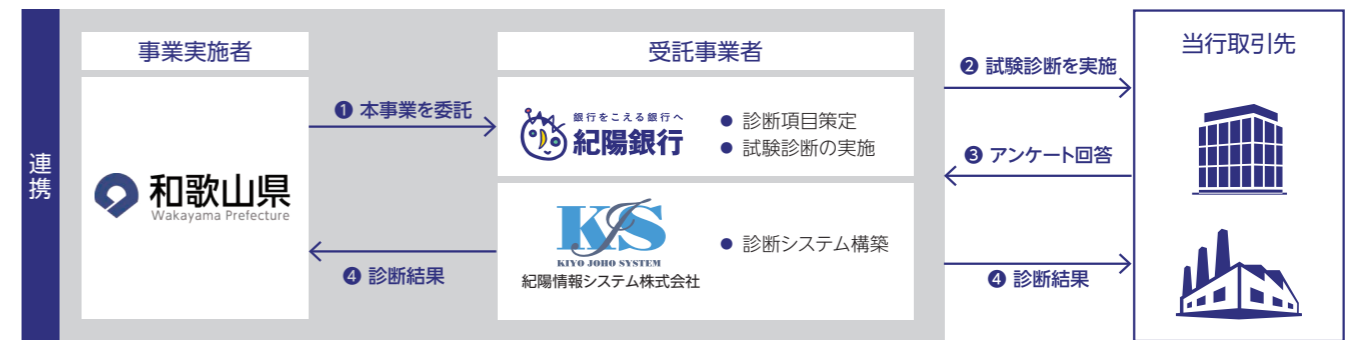 連携
事業実施者
和歌山県
Wakayama Prefecture
❶ 本事業を委託
❹ 診断結果
受託事業者
銀行をこえる銀行へ
紀陽銀行
● 診断項目策定
● 試験診断の実施
KJS
KIYO JOHO SYSTEM
紀陽情報システム株式会社
● 診断システム構築
❷ 試験診断を実施
❸ アンケート回答
❹ 診断結果
当行取引先